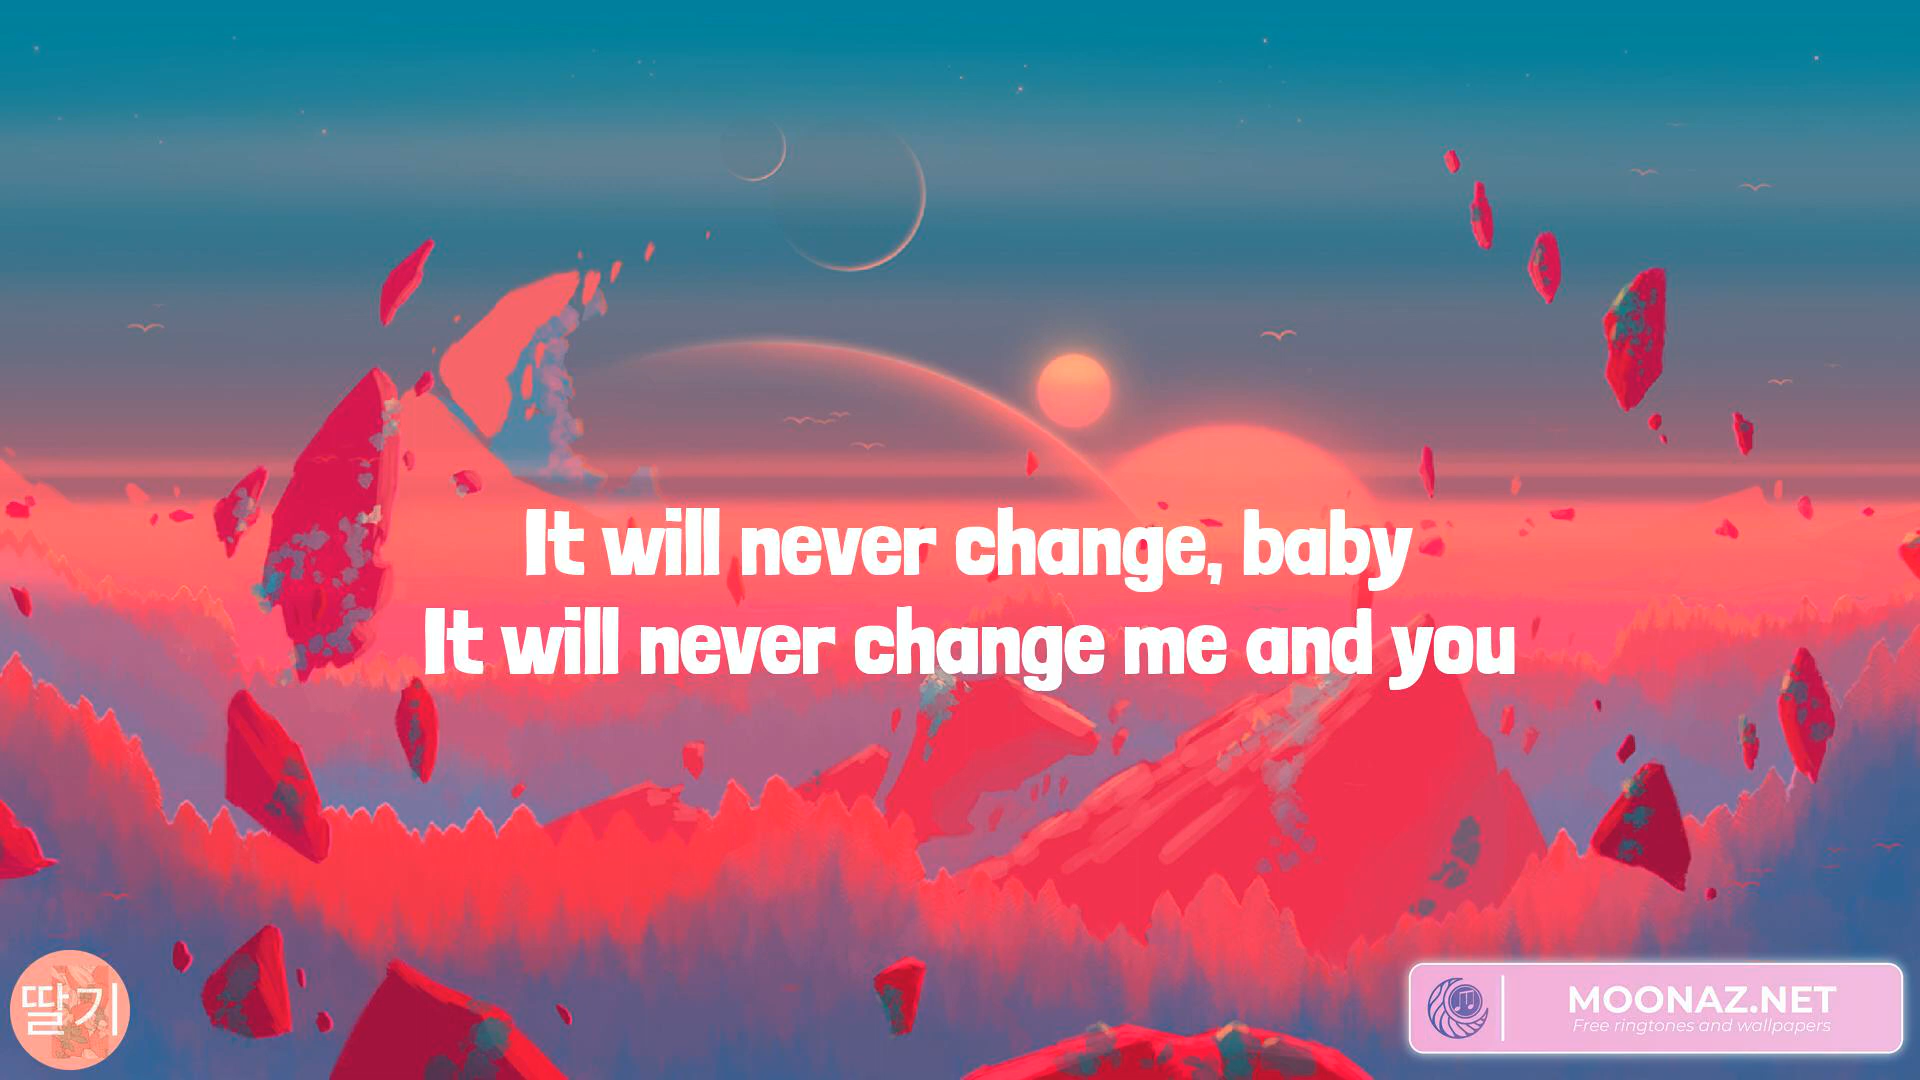 It will never change, baby
It will never change me and you
딸기
MOONAZ.NET
Free ringtones and wallpapers